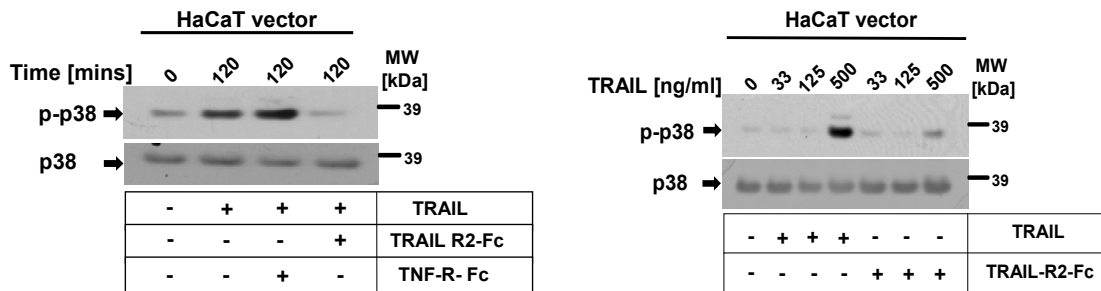 HaCaT vector
Time [mins] 0 120 120 120 MW [kDa]
p-p38 39
p38 39
- + + + TRAIL
- - - + TRAIL R2-Fc
- - + - TNF-R- Fc
HaCaT vector
TRAIL [ng/ml] 0 33 125 500 33 125 500 MW [kDa]
p-p38 39
p38 39
- + + + - - - TRAIL
- - - - + + + TRAIL-R2-Fc